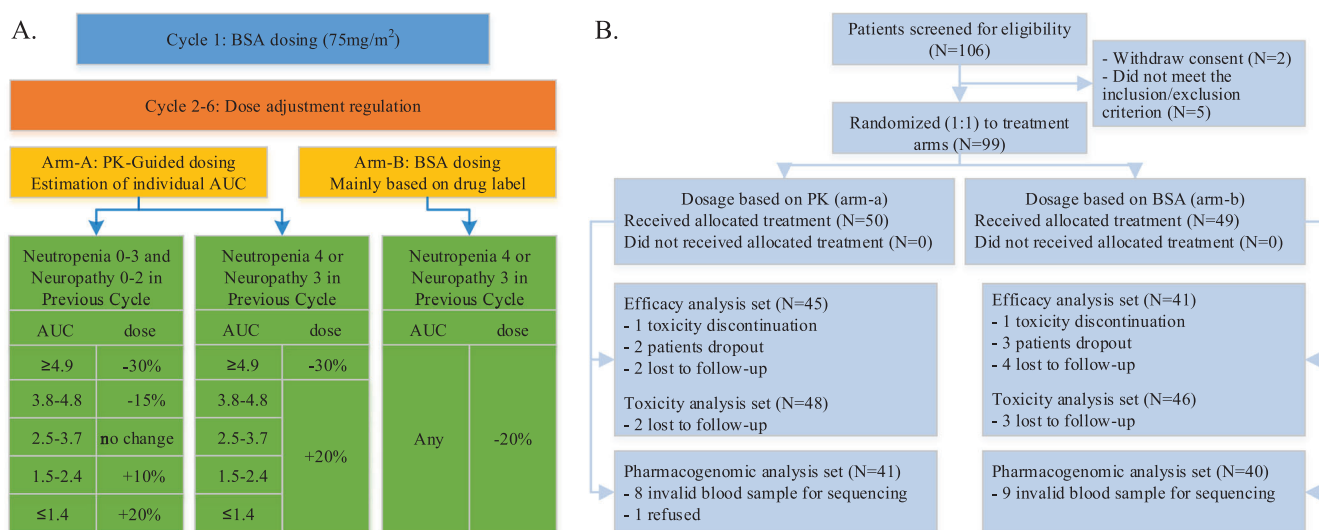 A.
Cycle 1: BSA dosing (75mg/m²)
Cycle 2-6: Dose adjustment regulation
Arm-A: PK-Guided dosing
Estimation of individual AUC
Arm-B: BSA dosing
Mainly based on drug label
Neutropenia 0-3 and
Neuropathy 0-2 in
Previous Cycle
AUC dose
≥4.9 -30%
3.8-4.8 -15%
2.5-3.7 no change
1.5-2.4 +10%
≤1.4 +20%
Neutropenia 4 or
Neuropathy 3 in
Previous Cycle
AUC dose
≥4.9 -30%
3.8-4.8
2.5-3.7
+20%
1.5-2.4
≤1.4
Neutropenia 4 or
Neuropathy 3 in
Previous Cycle
AUC dose
Any -20%
B.
Patients screened for eligibility
(N=106)
- Withdraw consent (N=2)
- Did not meet the
inclusion/exclusion
criterion (N=5)
Randomized (1:1) to treatment
arms (N=99)
Dosage based on PK (arm-a)
Received allocated treatment (N=50)
Did not received allocated treatment (N=0)
Dosage based on BSA (arm-b)
Received allocated treatment (N=49)
Did not received allocated treatment (N=0)
Efficacy analysis set (N=45)
- 1 toxicity discontinuation
- 2 patients dropout
- 2 lost to follow-up
Toxicity analysis set (N=48)
- 2 lost to follow-up
Efficacy analysis set (N=41)
- 1 toxicity discontinuation
- 3 patients dropout
- 4 lost to follow-up
Toxicity analysis set (N=46)
- 3 lost to follow-up
Pharmacogenomic analysis set (N=41)
- 8 invalid blood sample for sequencing
- 1 refused
Pharmacogenomic analysis set (N=40)
- 9 invalid blood sample for sequencing